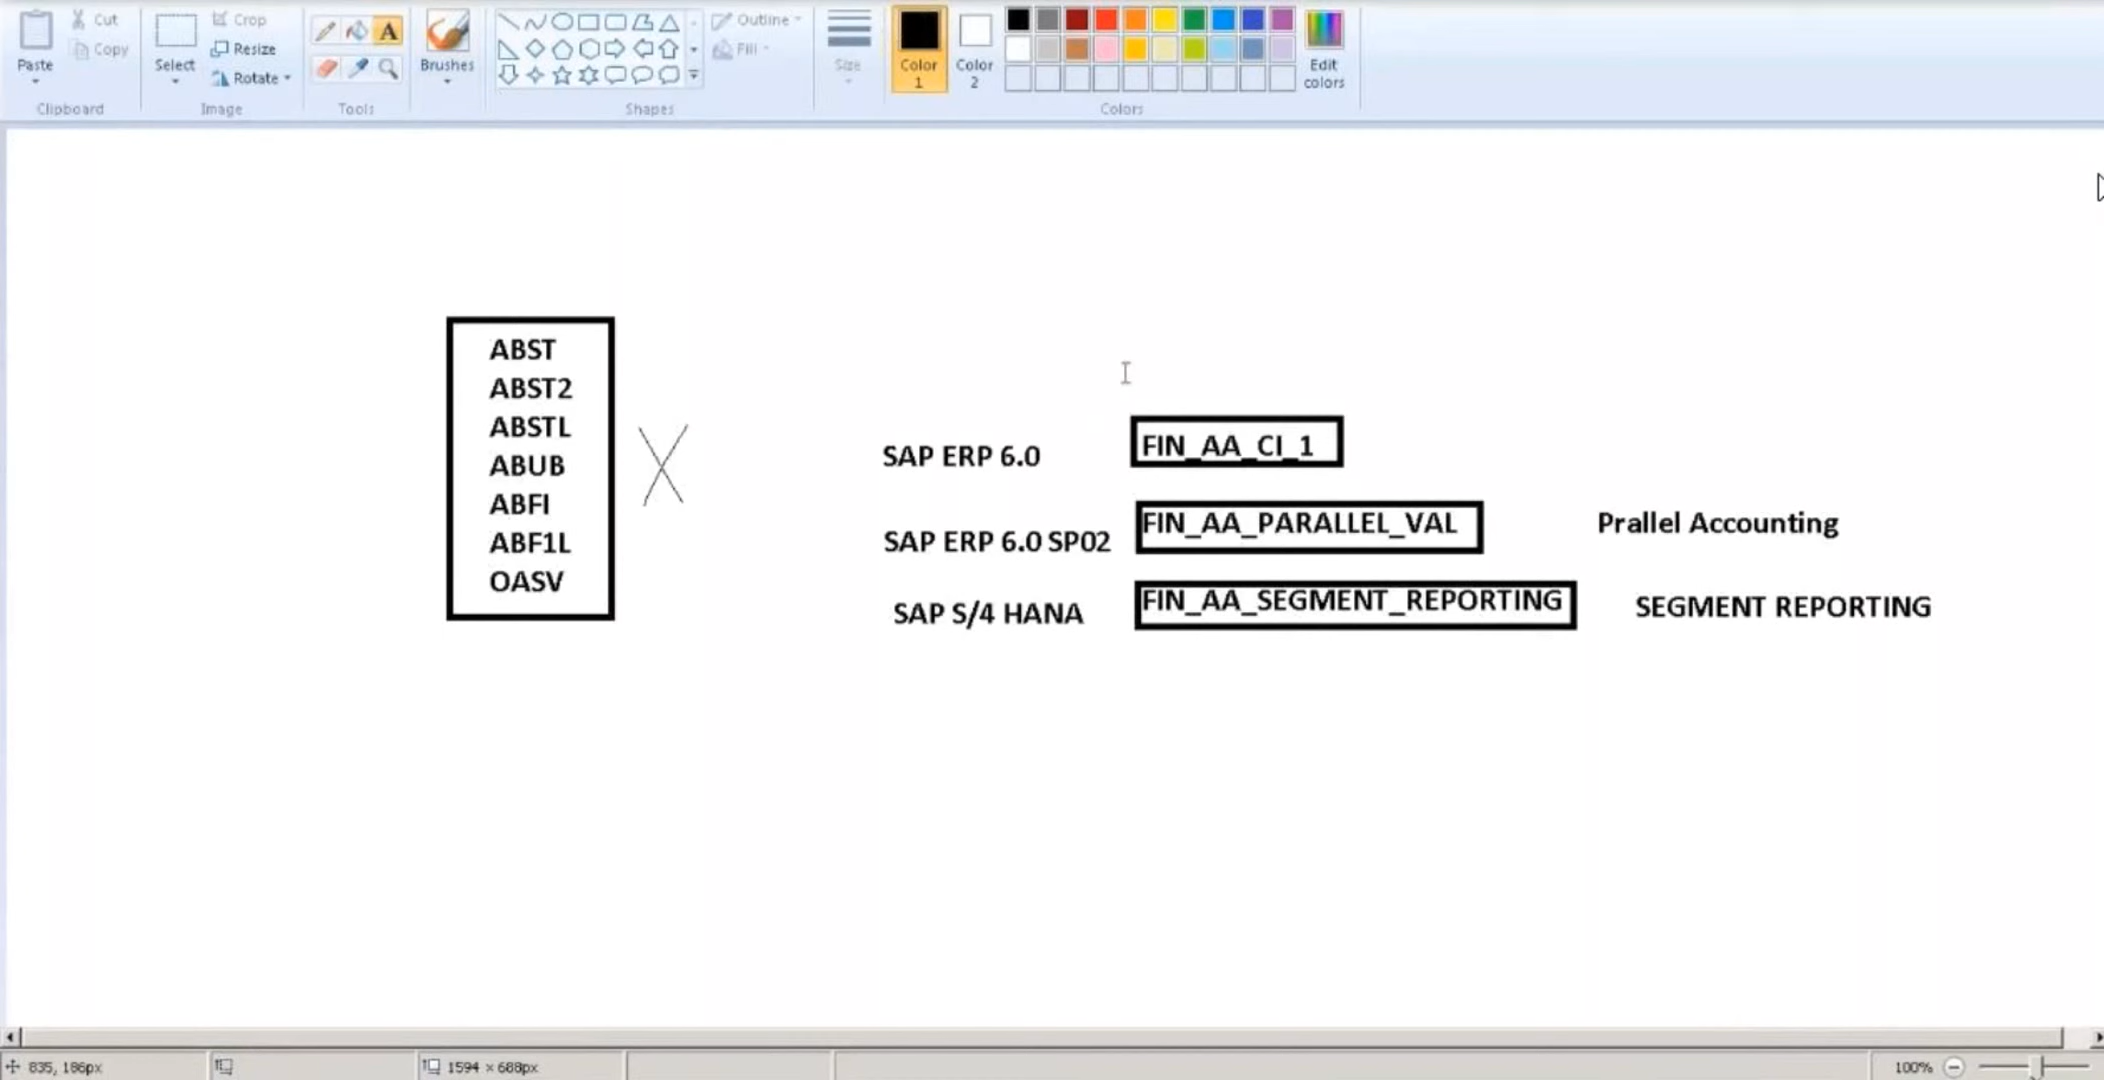 Paste
Cut
Copy
Clipboard
Select
Crop
Resize
Rotate
Image
A
Tools
Brushes
Shapes
Outline
Fill
Size
Color
1
Color
2
Edit
colors
Colors
ABST
ABST2
ABSTL
ABUB
ABFI
ABF1L
OASV
SAP ERP 6.0
FIN_AA_CI_1
SAP ERP 6.0 SP02
FIN_AA_PARALLEL_VAL
Prallel Accounting
SAP S/4 HANA
FIN_AA_SEGMENT_REPORTING
SEGMENT REPORTING
835, 186px
1594 × 688px
100%